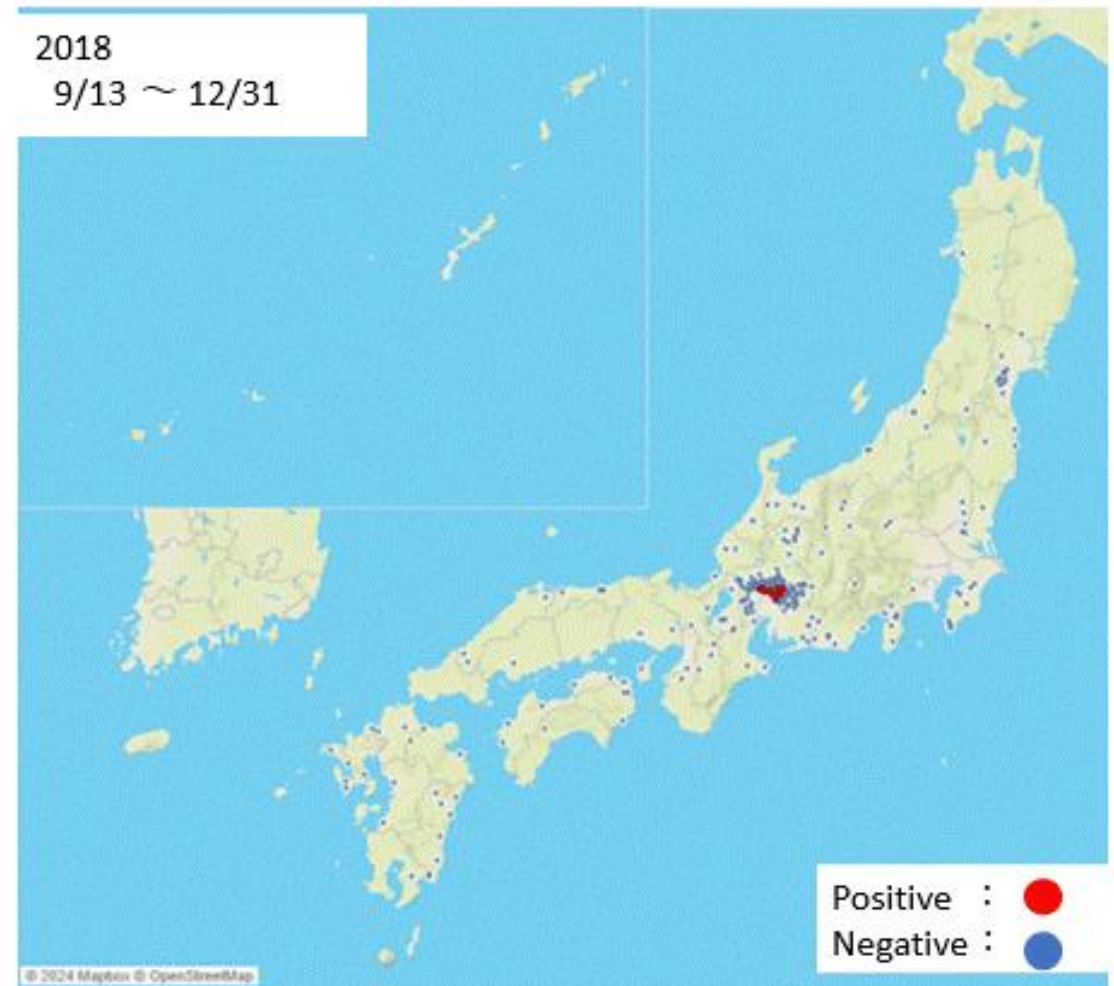 2018
9/13 ～ 12/31
Positive ：
Negative：
© 2024 Mapbox © OpenStreetMap